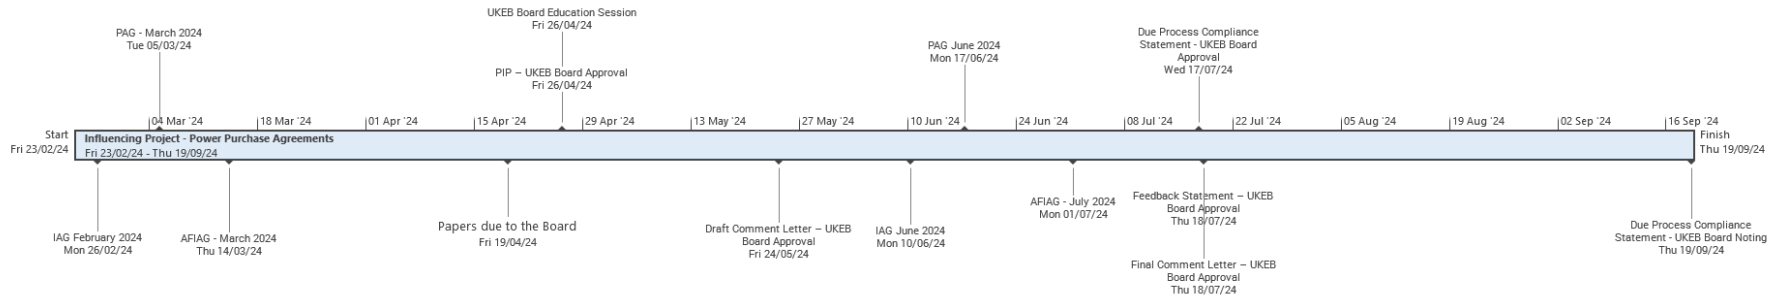 UKEB Board Education Session
Fri 26/04/24
PAG - March 2024
Tue 05/03/24
PIP – UKEB Board Approval
Fri 26/04/24
PAG June 2024
Mon 17/06/24
Due Process Compliance
Statement - UKEB Board
Approval
Wed 17/07/24
04 Mar '24
18 Mar '24
01 Apr '24
15 Apr '24
29 Apr '24
13 May '24
27 May '24
10 Jun '24
24 Jun '24
08 Jul '24
22 Jul '24
05 Aug '24
19 Aug '24
02 Sep '24
16 Sep '24
Start
Fri 23/02/24
Influencing Project - Power Purchase Agreements
Fri 23/02/24 - Thu 19/09/24
Finish
Thu 19/09/24
IAG February 2024
Mon 26/02/24
AFIAG - March 2024
Thu 14/03/24
Papers due to the Board
Fri 19/04/24
Draft Comment Letter – UKEB
Board Approval
Fri 24/05/24
IAG June 2024
Mon 10/06/24
AFIAG - July 2024
Mon 01/07/24
Feedback Statement – UKEB
Board Approval
Thu 18/07/24
Final Comment Letter – UKEB
Board Approval
Thu 18/07/24
Due Process Compliance
Statement - UKEB Board Noting
Thu 19/09/24